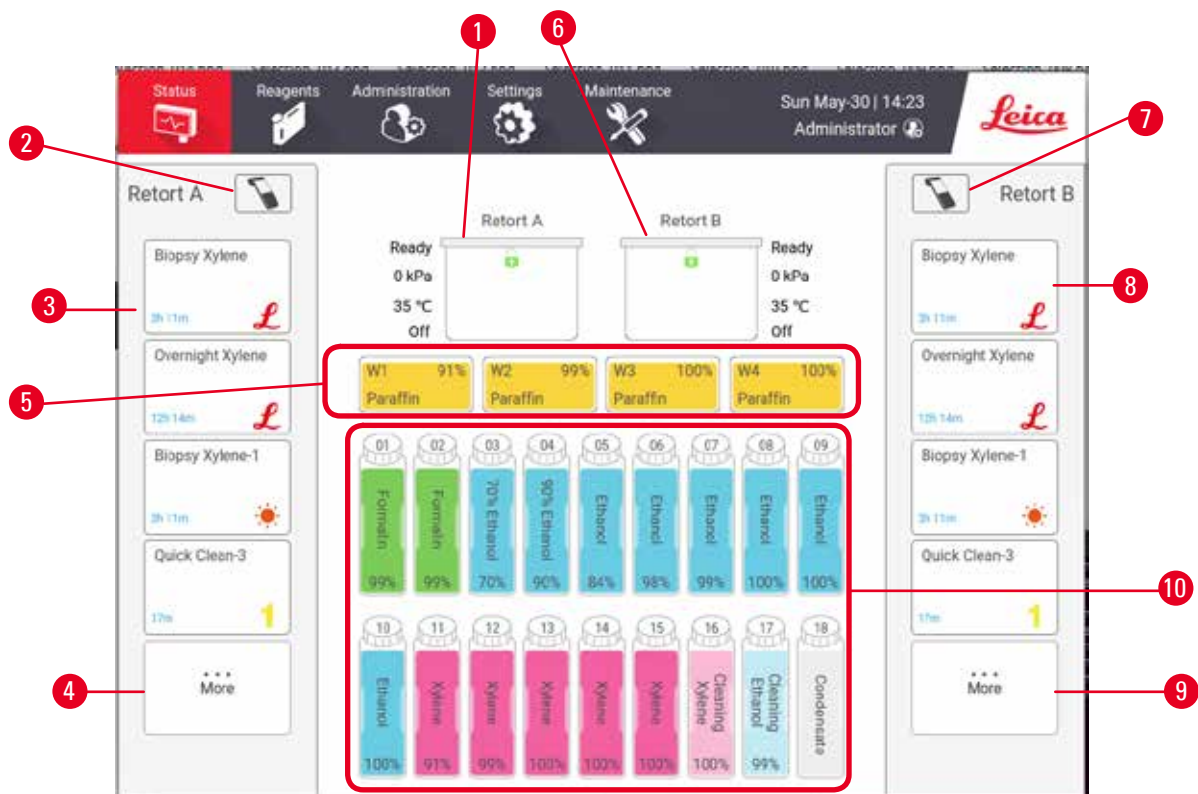 1
6
Status Reagents Administration Settings Maintenance
Sun May-30 | 14:23
Administrator
Leica
2
7
Retort A
Retort B
Retort A
Retort B
Ready
0 kPa
35 °C
Off
Ready
0 kPa
35 °C
Off
3
Biopsy Xylene
3h 11m
Overnight Xylene
12h 14m
Biopsy Xylene-1
3h 11m
Quick Clean-3
17m
1
4
... More
5
W1 91%
Paraffin
W2 99%
Paraffin
W3 100%
Paraffin
W4 100%
Paraffin
01 Formalin 99%
02 Formalin 99%
03 70% Ethanol 70%
04 90% Ethanol 90%
05 Ethanol 84%
06 Ethanol 98%
07 Ethanol 99%
08 Ethanol 100%
09 Ethanol 100%
10 Ethanol 100%
11 Xylene 91%
12 Xylene 99%
13 Xylene 100%
14 Xylene 100%
15 Xylene 100%
16 Cleaning Xylene 100%
17 Cleaning Ethanol 99%
18 Condensate
Biopsy Xylene
3h 11m
8
Overnight Xylene
12h 14m
Biopsy Xylene-1
3h 11m
Quick Clean-3
17m
1
10
... More
9